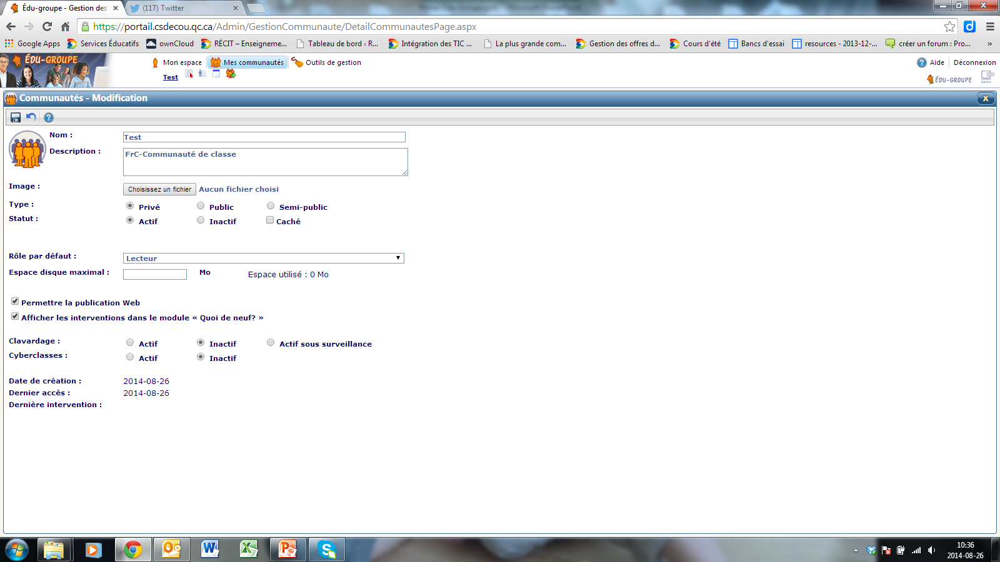 Édu-groupe - Gestion des
(117) Twitter
https://portail.csdecou.qc.ca/Admin/GestionCommunaute/DetailCommunautesPage.aspx
Google Apps Services Éducatifs ownCloud RÉCIT – Enseigneme... Tableau de bord ‹ R... Intégration des TIC ... La plus grande com... Gestion des offres d... Cours d'été Bancs d'essai resources - 2013-12-... créer un forum : Pro... »
ÉDU-GROUPE
Mon espace Mes communautés Outils de gestion
Aide Déconnexion
Test
ÉDU-GROUPE
Communautés - Modification X
Nom : Test
Description : FrC-Communauté de classe
Image : Choisissez un fichier Aucun fichier choisi
Type : Privé Public Semi-public
Statut : Actif Inactif Caché
Rôle par défaut : Lecteur
Espace disque maximal : Mo Espace utilisé : 0 Mo
Permettre la publication Web
Afficher les interventions dans le module « Quoi de neuf? »
Clavardage : Actif Inactif Actif sous surveillance
Cyberclasses : Actif Inactif
Date de création : 2014-08-26
Dernier accès : 2014-08-26
Dernière intervention :
10:36
2014-08-26